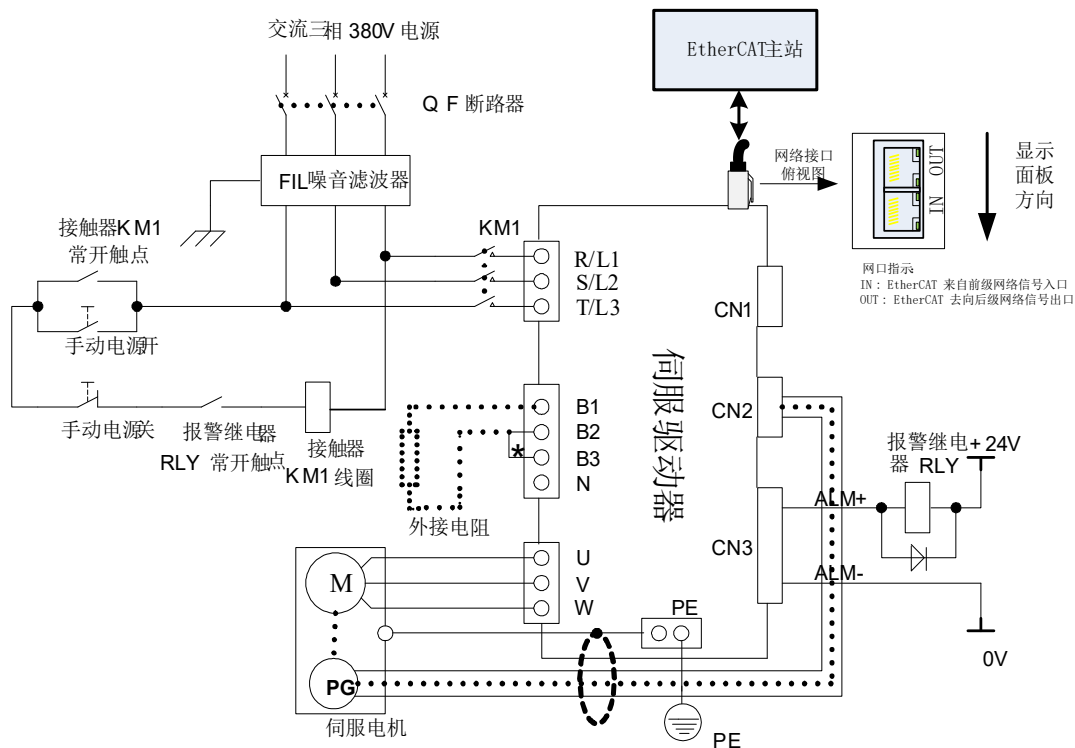 交流三相 380V 电源
QF 断路器
FIL噪音滤波器
接触器KM1
常开触点
手动电源开
手动电源关
报警继电器
RLY 常开触点
接触器
KM1 线圈
KM1
R/L1
S/L2
T/L3
B1
B2
*
B3
N
外接电阻
U
V
W
M
PG
伺服电机
PE
PE
伺服驱动器
CN1
CN2
CN3
EtherCAT主站
网络接口
俯视图
OUT
IN
显示
面板
方向
网口指示
IN : EtherCAT 来自前级网络信号入口
OUT : EtherCAT 去向后级网络信号出口
报警继电
器 RLY
+24V
ALM+
ALM-
0V